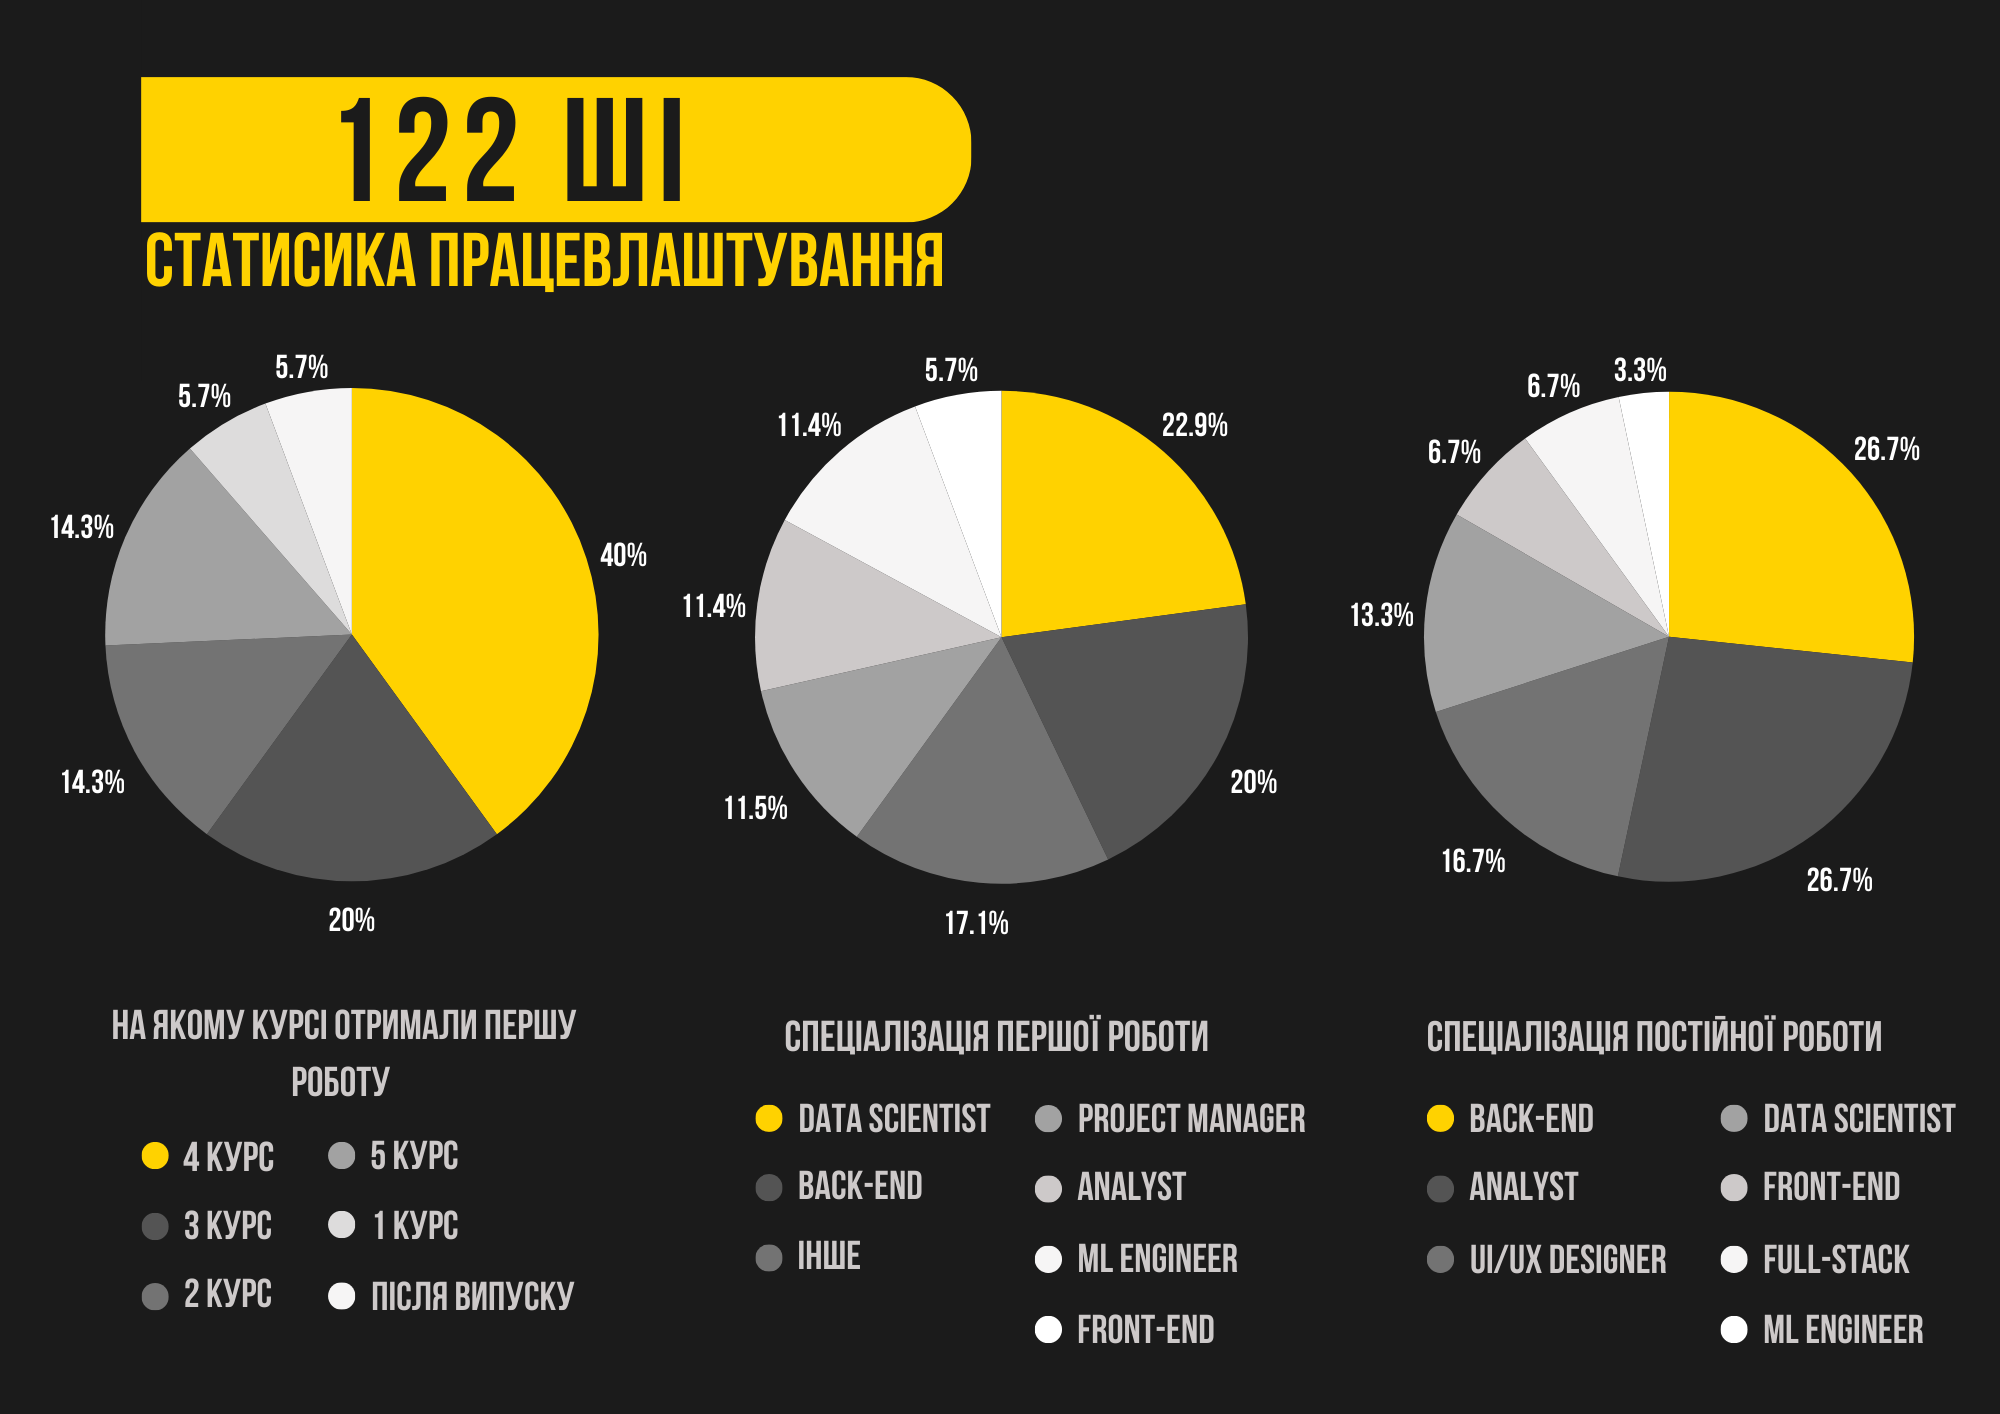 122 ШІ
СТАТИСИКА ПРАЦЕВЛАШТУВАННЯ
5.7%
5.7%
14.3%
40%
14.3%
20%
5.7%
11.4%
22.9%
11.4%
11.5%
20%
17.1%
3.3%
6.7%
6.7%
26.7%
13.3%
16.7%
26.7%
НА ЯКОМУ КУРСІ ОТРИМАЛИ ПЕРШУ
РОБОТУ
4 КУРС
3 КУРС
2 КУРС
5 КУРС
1 КУРС
ПІСЛЯ ВИПУСКУ
СПЕЦІАЛІЗАЦІЯ ПЕРШОЇ РОБОТИ
DATA SCIENTIST
BACK-END
ІНШЕ
PROJECT MANAGER
ANALYST
ML ENGINEER
FRONT-END
СПЕЦІАЛІЗАЦІЯ ПОСТІЙНОЇ РОБОТИ
BACK-END
ANALYST
UI/UX DESIGNER
DATA SCIENTIST
FRONT-END
FULL-STACK
ML ENGINEER